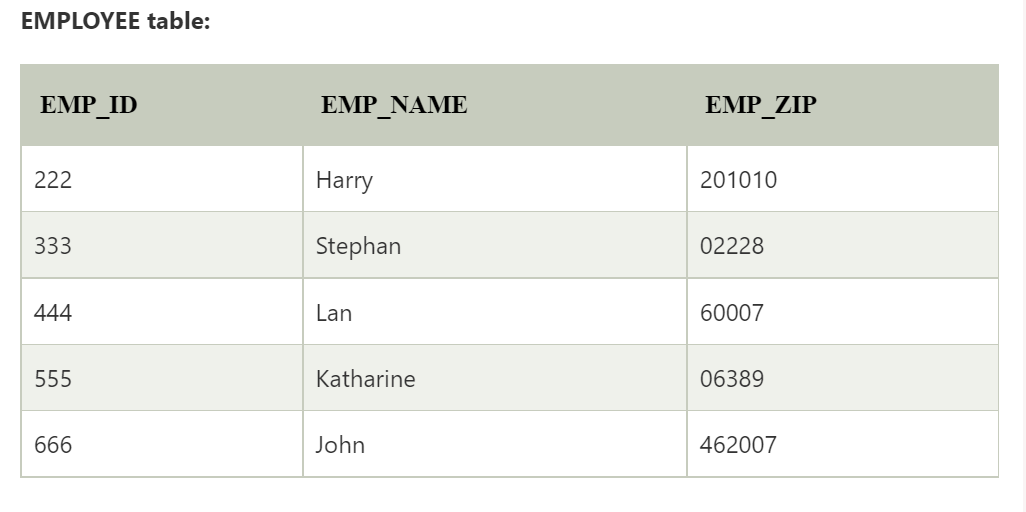 EMPLOYEE table:
EMP_ID EMP_NAME EMP_ZIP
222 Harry 201010
333 Stephan 02228
444 Lan 60007
555 Katharine 06389
666 John 462007